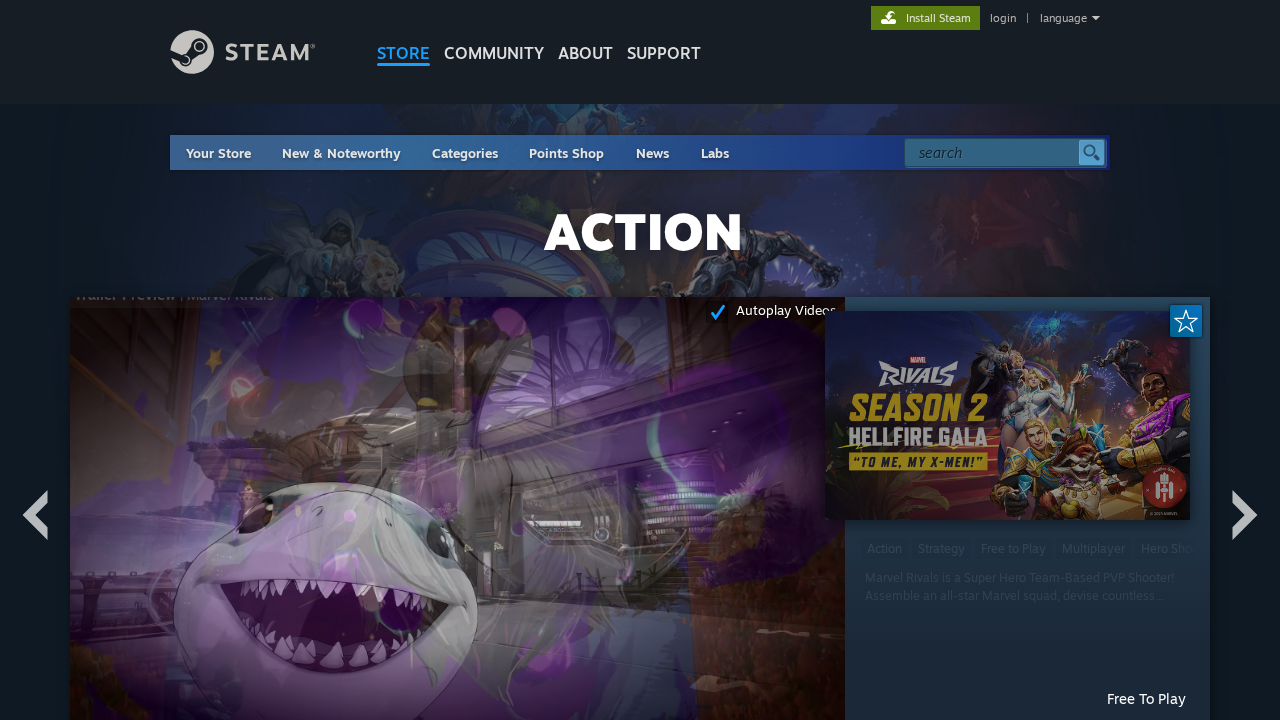 Install Steam
login | language
STEAM®
STORE COMMUNITY ABOUT SUPPORT
Your Store New & Noteworthy Categories Points Shop News Labs
search
ACTION
Trailer Preview | Marvel Rivals
Autoplay Videos
MARVEL
RIVALS
SEASON 2
HELLFIRE GALA
"TO ME, MY X-MEN!"
© 2025 MARVEL
Action Strategy Free to Play Multiplayer Hero Sho
Marvel Rivals is a Super Hero Team-Based PVP Shooter!
Assemble an all-star Marvel squad, devise countless...
Free To Play